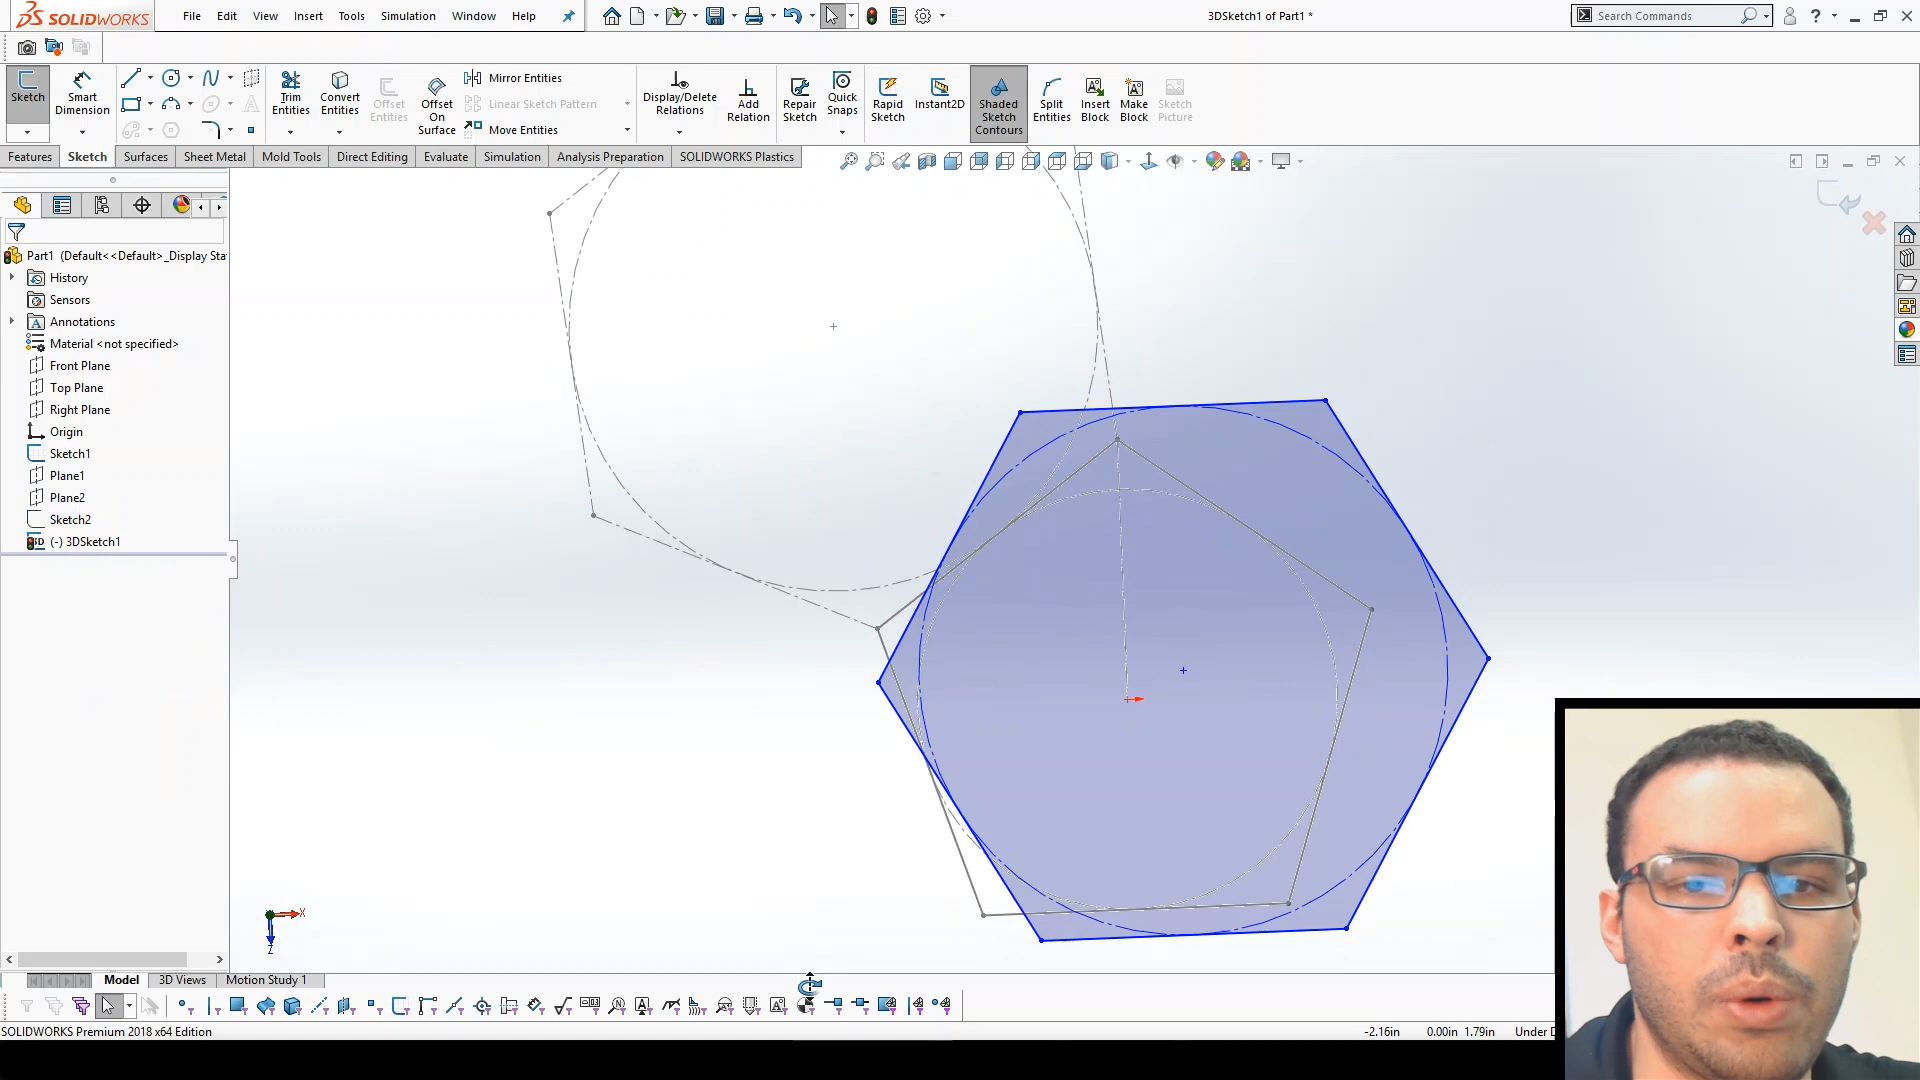 SOLIDWORKS
File Edit View Insert Tools Simulation Window Help
3DSketch1 of Part1 *
Search Commands
Sketch
Smart Dimension
Trim Entities
Convert Entities
Offset Entities
Offset On Surface
Mirror Entities
Linear Sketch Pattern
Move Entities
Display/Delete Relations
Add Relation
Repair Sketch
Quick Snaps
Rapid Sketch
Instant2D
Shaded Sketch Contours
Split Entities
Insert Block
Make Block
Sketch Picture
Features Sketch Surfaces Sheet Metal Mold Tools Direct Editing Evaluate Simulation Analysis Preparation SOLIDWORKS Plastics
Part1 (Default<<Default>_Display Sta
History
Sensors
Annotations
Material <not specified>
Front Plane
Top Plane
Right Plane
Origin
Sketch1
Plane1
Plane2
Sketch2
(-) 3DSketch1
X
Z
Model 3D Views Motion Study 1
SOLIDWORKS Premium 2018 x64 Edition
-2.16in 0.00in 1.79in Under D